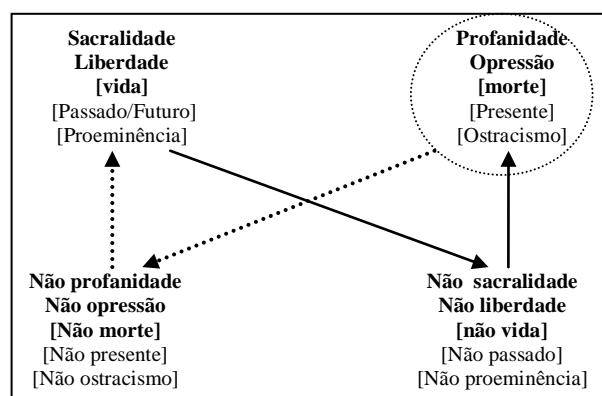 Sacralidade
Liberdade
[vida]
[Passado/Futuro]
[Proeminência]
Profanidade
Opressão
[morte]
[Presente]
[Ostracismo]
Não profanidade
Não opressão
[Não morte]
[Não presente]
[Não ostracismo]
Não sacralidade
Não liberdade
[não vida]
[Não passado]
[Não proeminência]